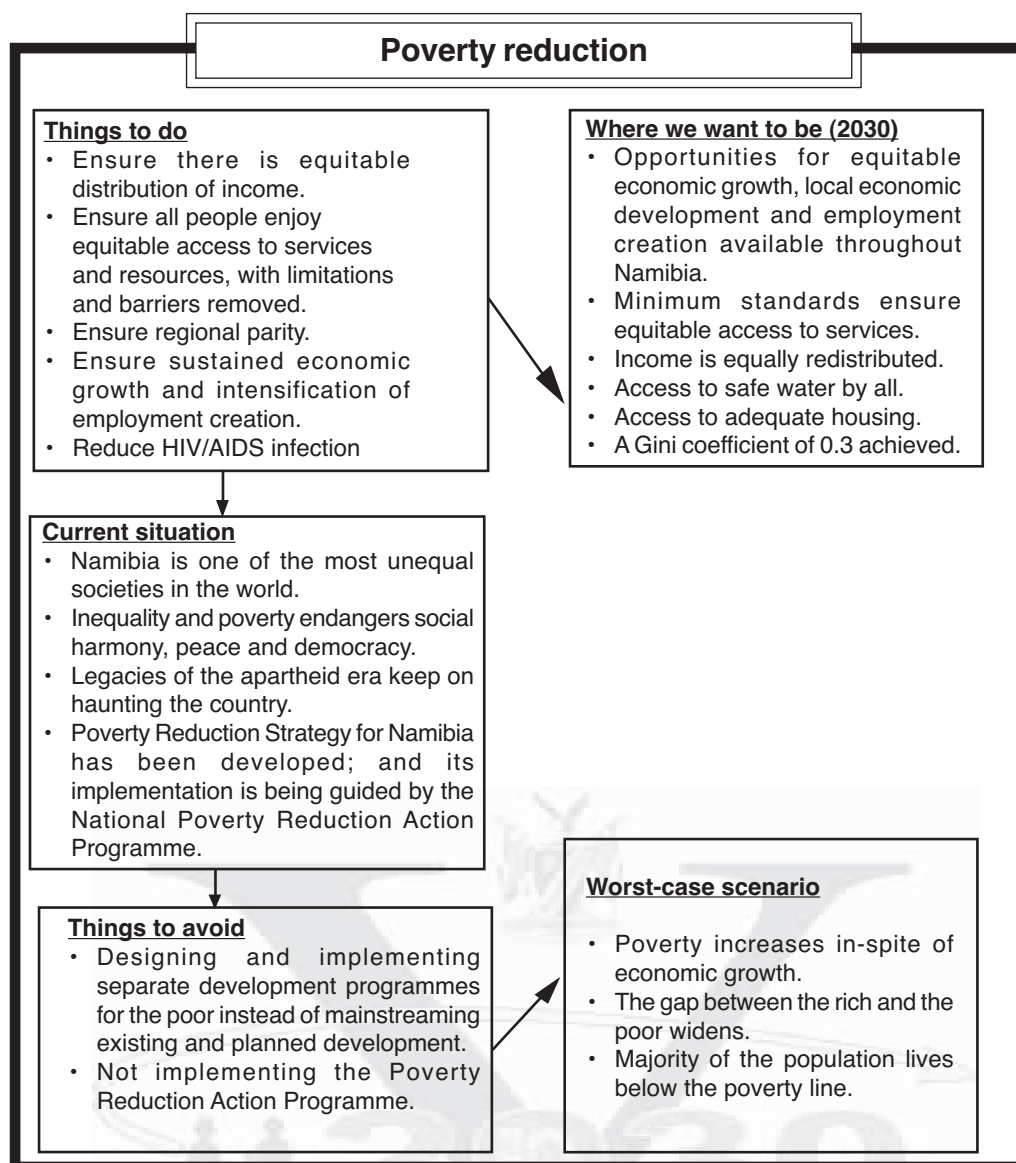 Poverty reduction
Things to do
• Ensure there is equitable
distribution of income.
• Ensure all people enjoy
equitable access to services
and resources, with limitations
and barriers removed.
• Ensure regional parity.
• Ensure sustained economic
growth and intensification of
employment creation.
• Reduce HIV/AIDS infection
Where we want to be (2030)
• Opportunities for equitable
economic growth, local economic
development and employment
creation available throughout
Namibia.
• Minimum standards ensure
equitable access to services.
• Income is equally redistributed.
• Access to safe water by all.
• Access to adequate housing.
• A Gini coefficient of 0.3 achieved.
Current situation
• Namibia is one of the most unequal
societies in the world.
• Inequality and poverty endangers social
harmony, peace and democracy.
• Legacies of the apartheid era keep on
haunting the country.
• Poverty Reduction Strategy for Namibia
has been developed; and its
implementation is being guided by the
National Poverty Reduction Action
Programme.
Things to avoid
• Designing and implementing
separate development programmes
for the poor instead of mainstreaming
existing and planned development.
• Not implementing the Poverty
Reduction Action Programme.
Worst-case scenario
• Poverty increases in-spite of
economic growth.
• The gap between the rich and the
poor widens.
• Majority of the population lives
below the poverty line.
V
2030